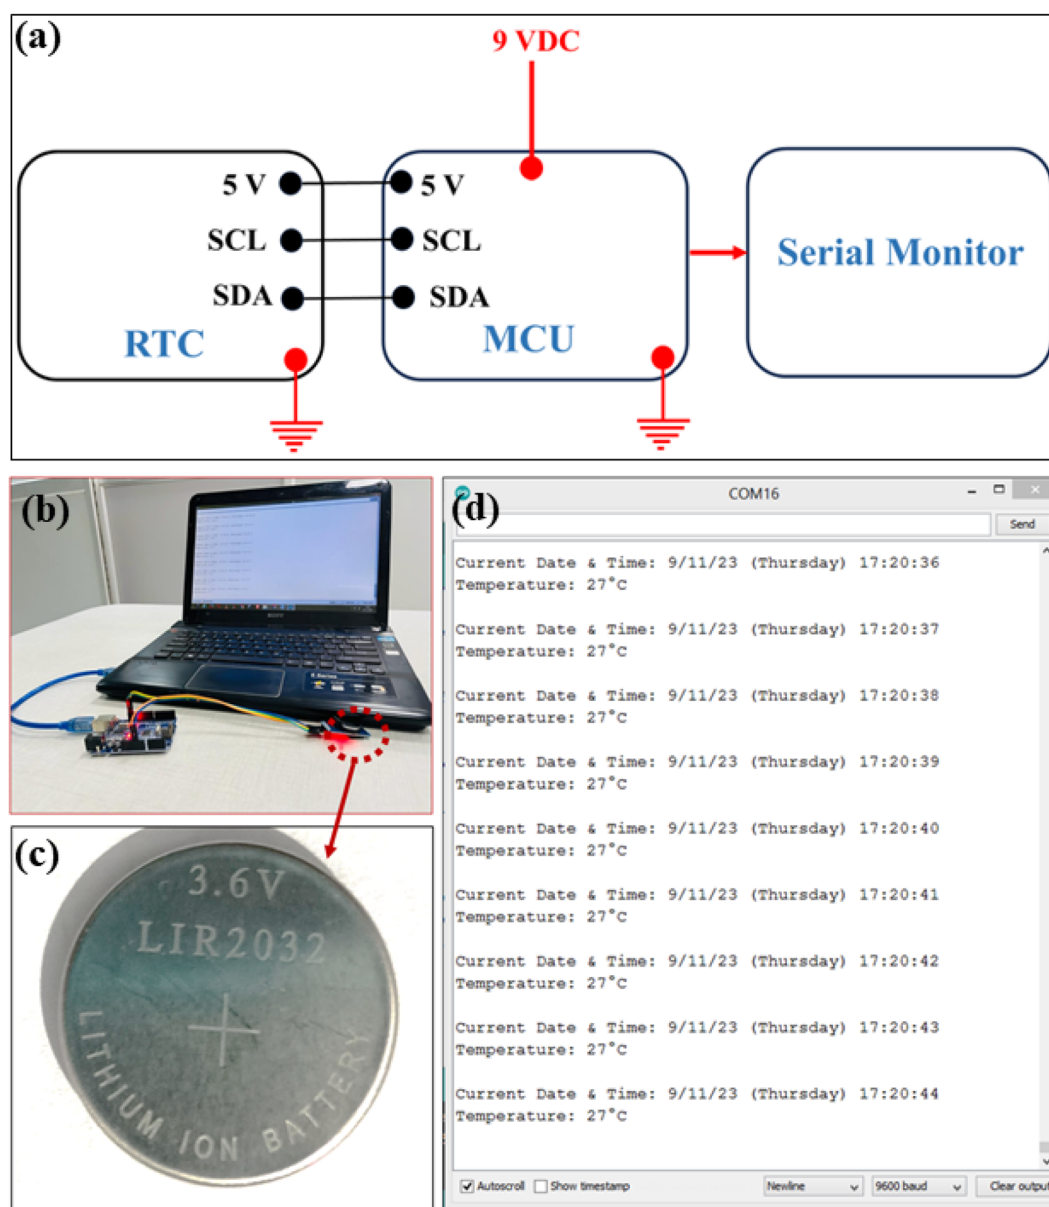 (a)
9 VDC
5 V
5 V
SCL
SCL
SDA
SDA
RTC
MCU
Serial Monitor
(b)
SONY
(c)
3.6V
LIR2032
LITHIUM ION BATTERY
(d)
COM16
Send
Current Date & Time: 9/11/23 (Thursday) 17:20:36
Temperature: 27°C
Current Date & Time: 9/11/23 (Thursday) 17:20:37
Temperature: 27°C
Current Date & Time: 9/11/23 (Thursday) 17:20:38
Temperature: 27°C
Current Date & Time: 9/11/23 (Thursday) 17:20:39
Temperature: 27°C
Current Date & Time: 9/11/23 (Thursday) 17:20:40
Temperature: 27°C
Current Date & Time: 9/11/23 (Thursday) 17:20:41
Temperature: 27°C
Current Date & Time: 9/11/23 (Thursday) 17:20:42
Temperature: 27°C
Current Date & Time: 9/11/23 (Thursday) 17:20:43
Temperature: 27°C
Current Date & Time: 9/11/23 (Thursday) 17:20:44
Temperature: 27°C
Autoscroll
Show timestamp
Newline
9600 baud
Clear output